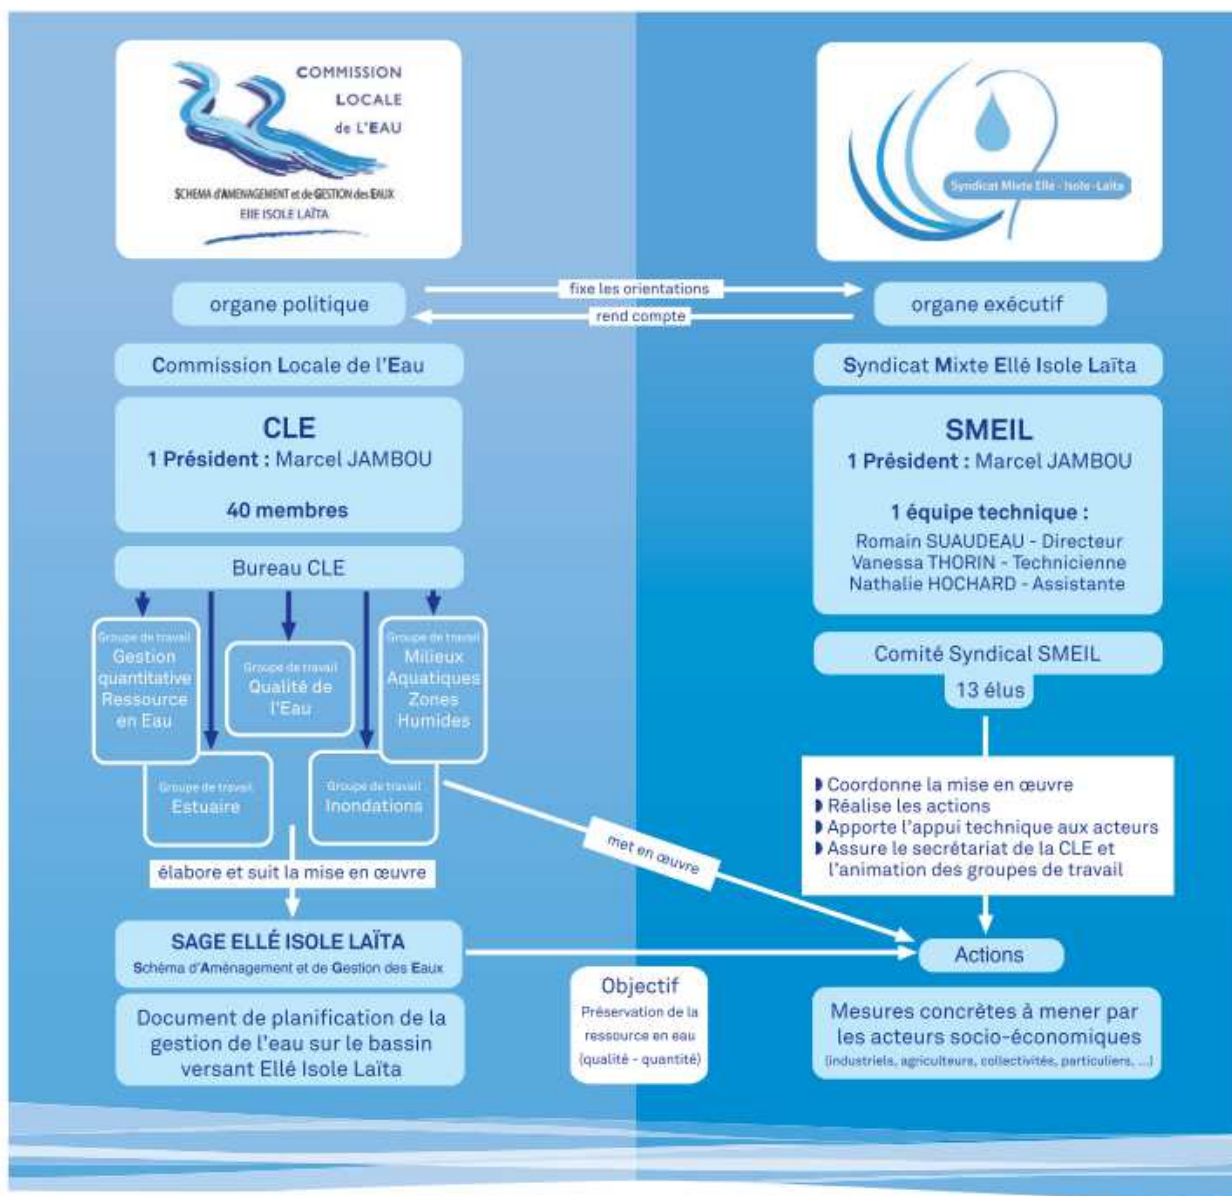 COMMISSION
LOCALE
de L'EAU
SCHEMA d'AMENAGEMENT et de GESTION des EAUX
EllE ISOLE LAÏTA
Syndicat Mixte Ellé - Isole - Laïta
organe politique
fixe les orientations
rend compte
organe exécutif
Commission Locale de l'Eau
CLE
1 Président : Marcel JAMBOU
40 membres
Bureau CLE
Groupe de travail
Gestion
quantitative
Ressource
en Eau
Groupe de travail
Qualité de
l'Eau
Groupe de travail
Milieux
Aquatiques
Zones
Humides
Groupe de travail
Estuaire
Groupe de travail
Inondations
élabore et suit la mise en œuvre
met en œuvre
SAGE ELLÉ ISOLE LAÏTA
Schéma d'Aménagement et de Gestion des Eaux
Document de planification de la
gestion de l'eau sur le bassin
versant Ellé Isole Laïta
Objectif
Préservation de la
ressource en eau
(qualité - quantité)
Syndicat Mixte Ellé Isole Laïta
SMEIL
1 Président : Marcel JAMBOU
1 équipe technique :
Romain SUAUDEAU - Directeur
Vanessa THORIN - Technicienne
Nathalie HOCHARD - Assistante
Comité Syndical SMEIL
13 élus
Coordonne la mise en œuvre
Réalise les actions
Apporte l'appui technique aux acteurs
Assure le secrétariat de la CLE et
l'animation des groupes de travail
Actions
Mesures concrètes à mener par
les acteurs socio-économiques
(industriels, agriculteurs, collectivités, particuliers, ...)